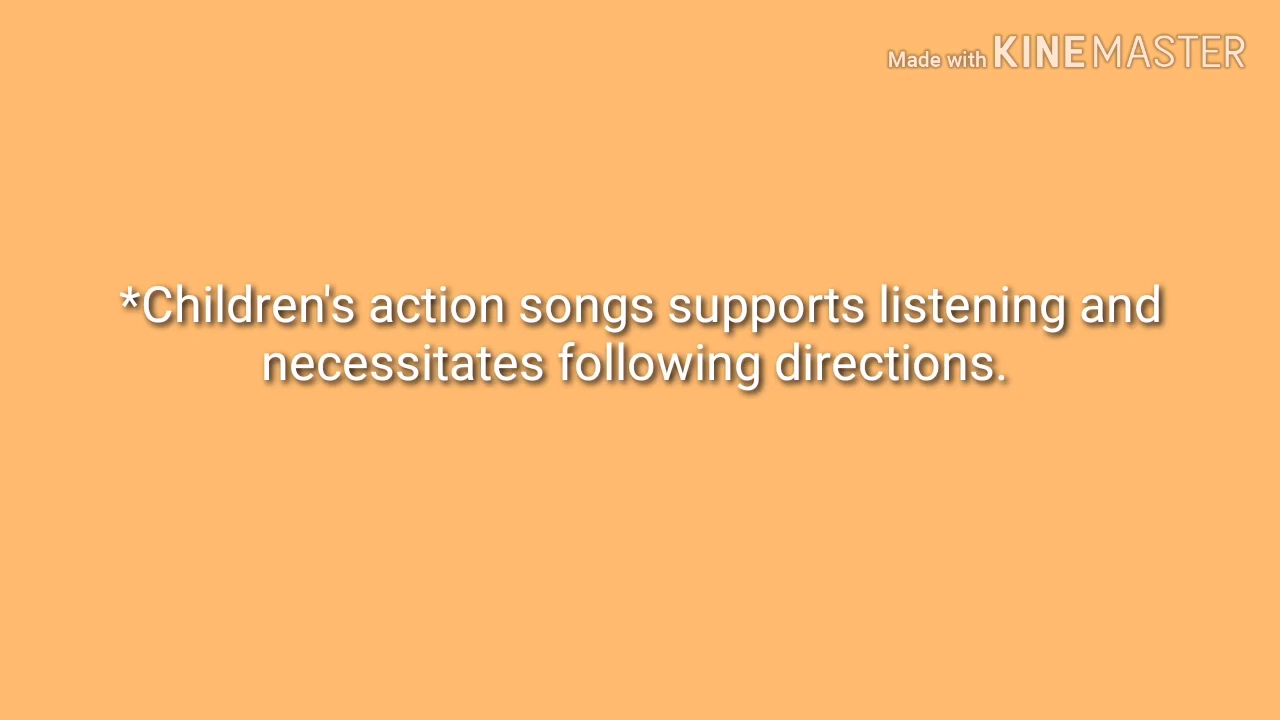 Made with KINEMASTER
*Children's action songs supports listening and
necessitates following directions.